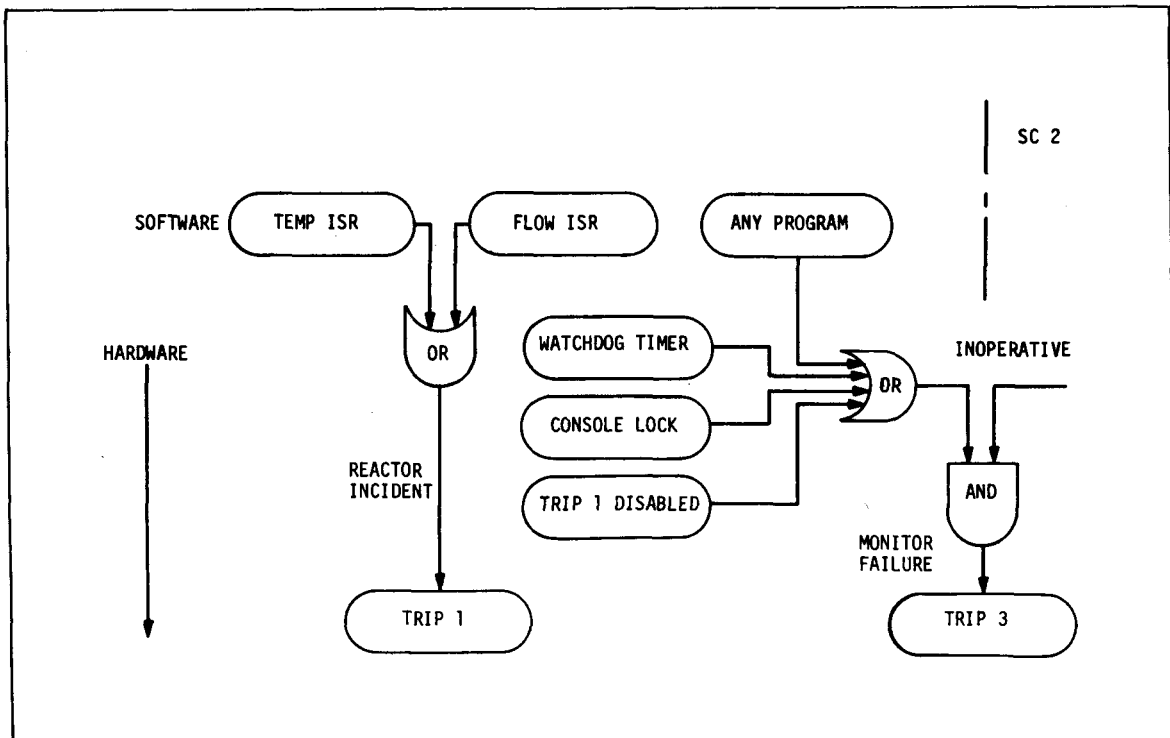 SC 2
SOFTWARE
TEMP ISR
FLOW ISR
ANY PROGRAM
HARDWARE
OR
WATCHDOG TIMER
OR
INOPERATIVE
CONSOLE LOCK
REACTOR
INCIDENT
TRIP 1 DISABLED
AND
MONITOR
FAILURE
TRIP 1
TRIP 3